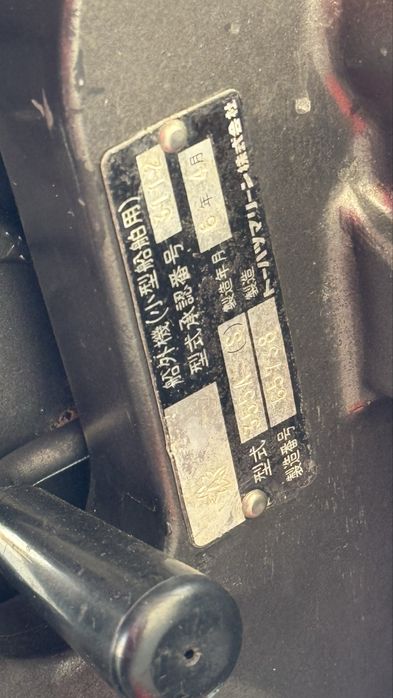 船外機(小型船舶用)
型式承認番号
型式
製造年月 6年 4月
製造番号
製造 トーハツマリーン株式会社